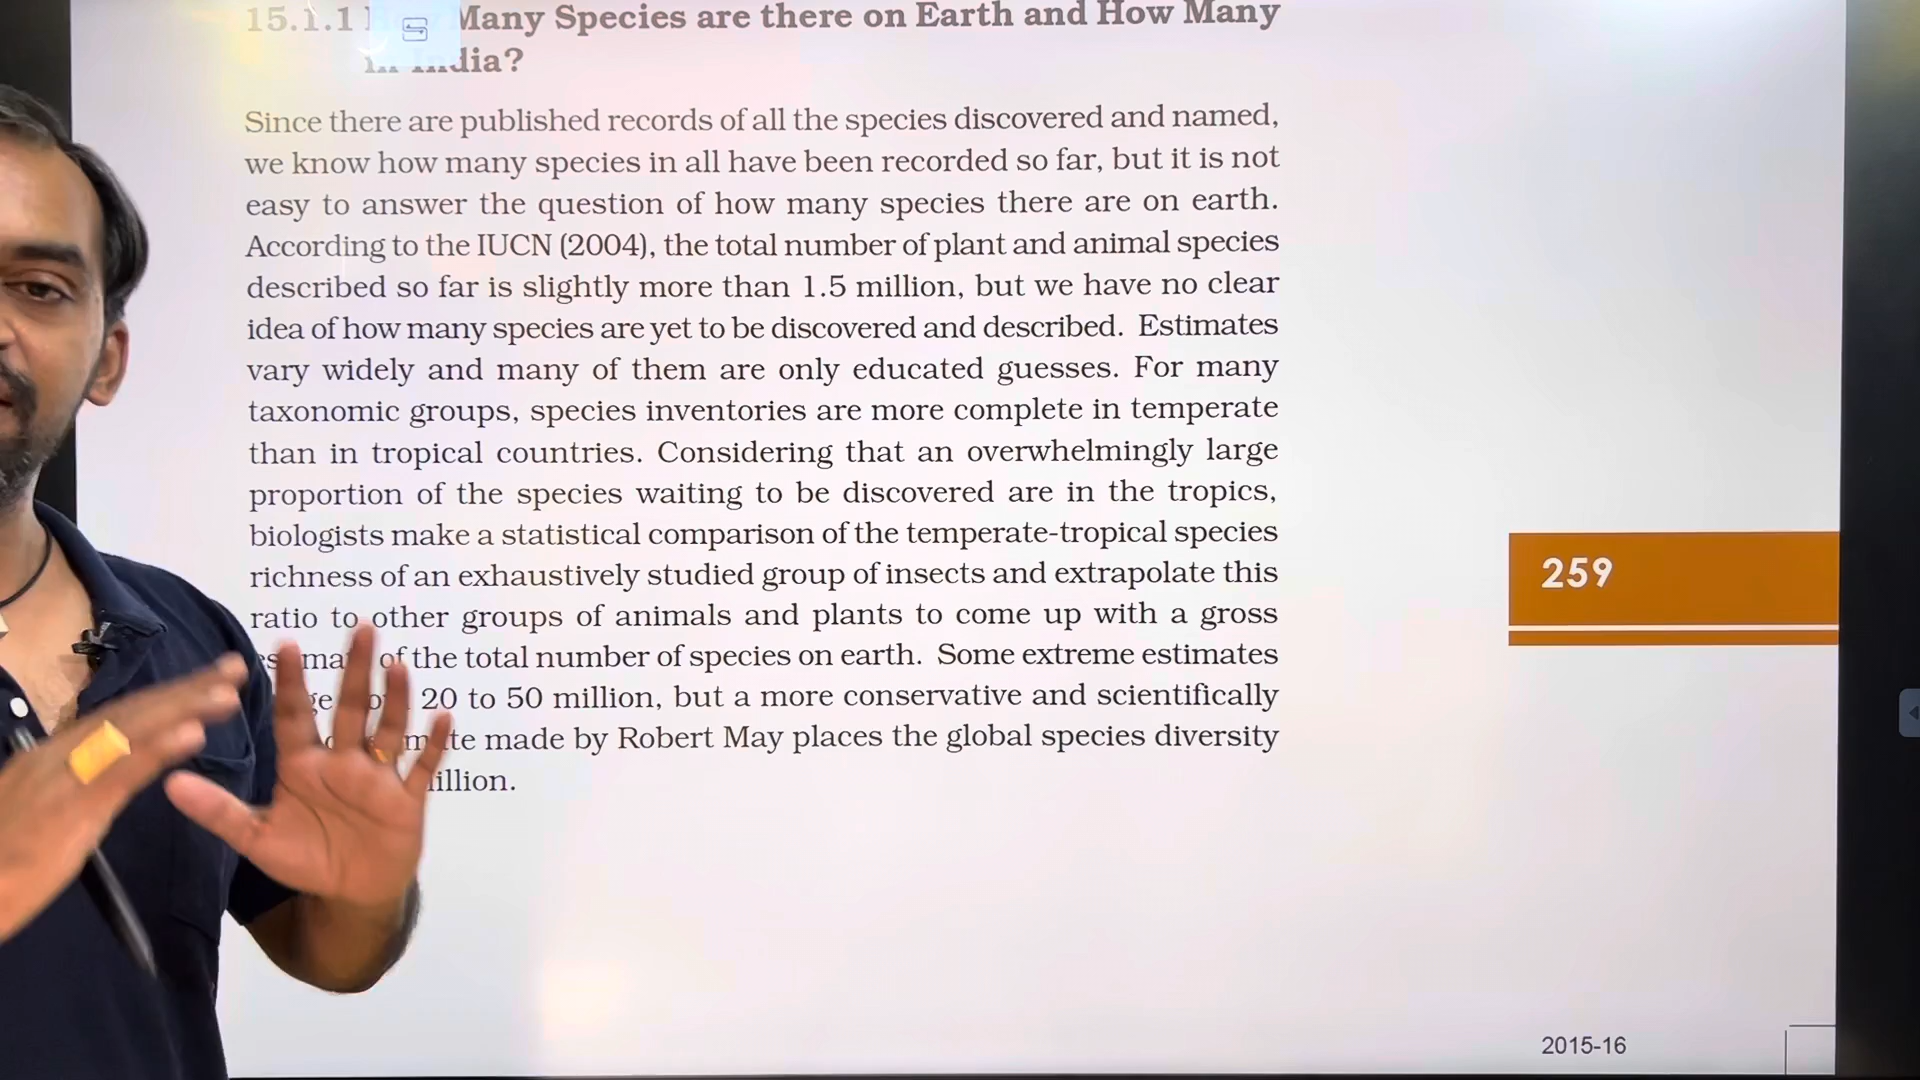 15.1.1 Many Species are there on Earth and How Many
in India?
Since there are published records of all the species discovered and named,
we know how many species in all have been recorded so far, but it is not
easy to answer the question of how many species there are on earth.
According to the IUCN (2004), the total number of plant and animal species
described so far is slightly more than 1.5 million, but we have no clear
idea of how many species are yet to be discovered and described. Estimates
vary widely and many of them are only educated guesses. For many
taxonomic groups, species inventories are more complete in temperate
than in tropical countries. Considering that an overwhelmingly large
proportion of the species waiting to be discovered are in the tropics,
biologists make a statistical comparison of the temperate-tropical species
richness of an exhaustively studied group of insects and extrapolate this
ratio to other groups of animals and plants to come up with a gross
of the total number of species on earth. Some extreme estimates
20 to 50 million, but a more conservative and scientifically
made by Robert May places the global species diversity
259
2015-16